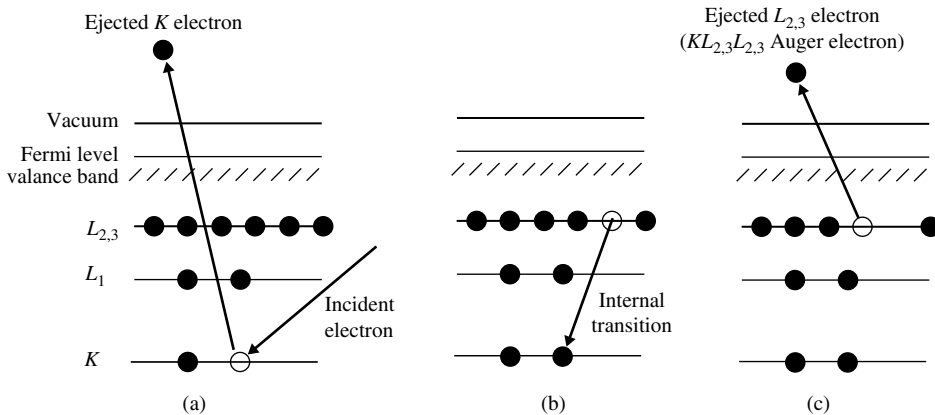 Ejected K electron
Vacuum
Fermi level
valance band
L2,3
L1
K
Incident
electron
(a)
Internal
transition
(b)
Ejected L2,3 electron
(KL2,3L2,3 Auger electron)
(c)